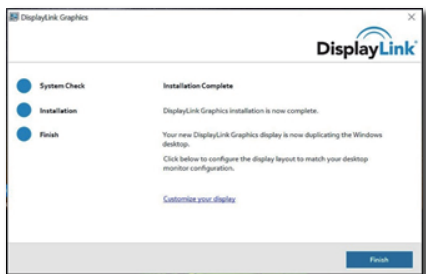 DisplayLink Graphics
DisplayLink
System Check
Installation Complete
Installation
DisplayLink Graphics installation is now complete.
Finish
Your new DisplayLink Graphics display is now duplicating the Windows
desktop.
Click below to configure the display layout to match your desktop
monitor configuration.
Customize your display
Finish